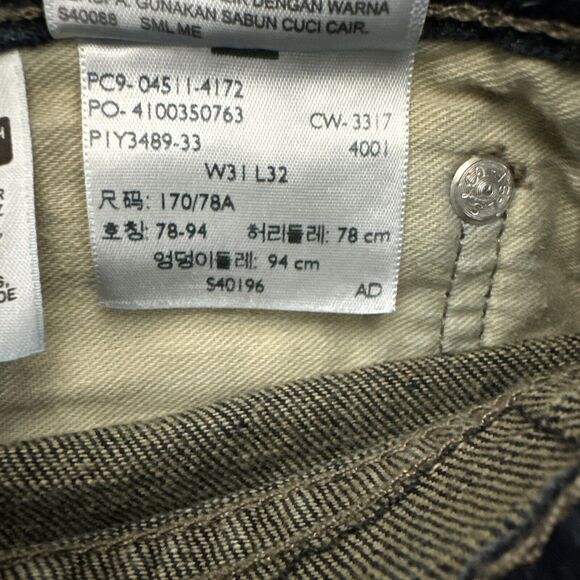 GUNAKAN SABUN CUCI CAIR.
S40088 SML ME
PC9- 04511-4172
PO- 4100350763 CW- 3317
P1Y3489-33 4001
W31 L32
尺码: 170/78A
호칭: 78-94 허리둘레: 78 cm
엉덩이둘레: 94 cm
S40196 AD